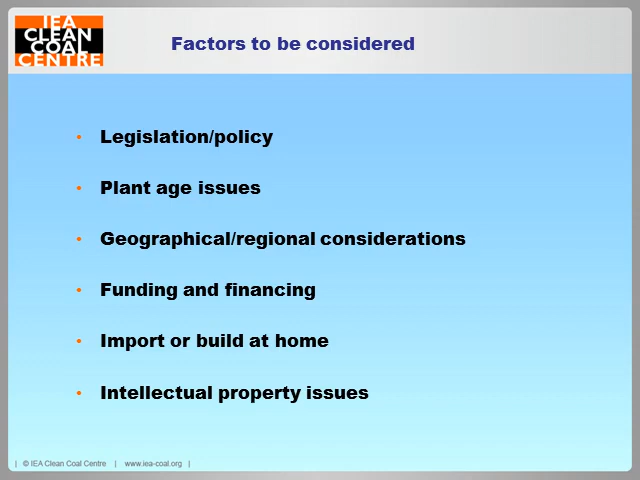 IEA
CLEAN
COAL
CENTRE
Factors to be considered
• Legislation/policy
• Plant age issues
• Geographical/regional considerations
• Funding and financing
• Import or build at home
• Intellectual property issues
| © IEA Clean Coal Centre | www.iea-coal.org |